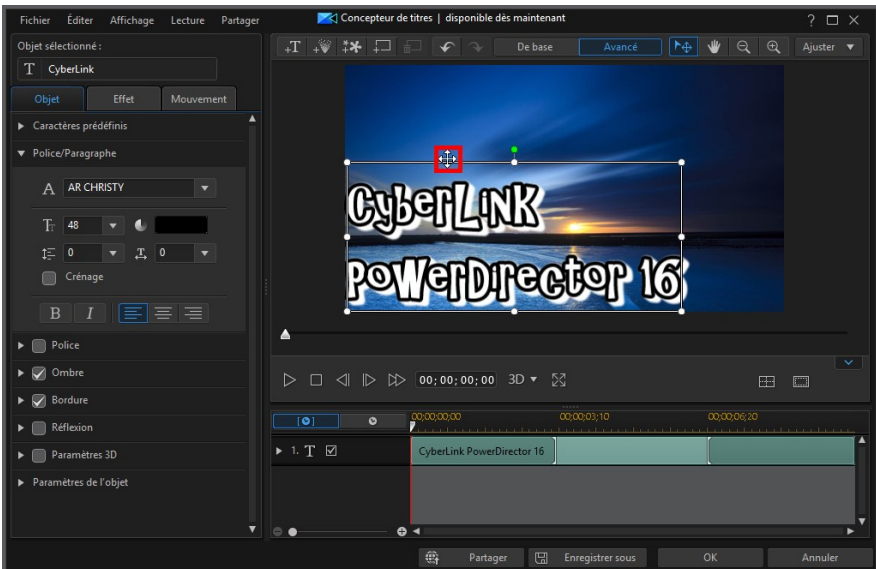 Fichier Éditer Affichage Lecture Partager
Concepteur de titres | disponible dès maintenant
Objet sélectionné :
T CyberLink
De base Avancé Ajuster
Objet Effet Mouvement
Caractères prédéfinis
Police/Paragraphe
A AR CHRISTY
48
0 0
Crénage
B I
Police
Ombre
Bordure
Réflexion
Paramètres 3D
Paramètres de l'objet
CyberLink
PowerDirector 16
00;00;00;00 3D
00;00;00;00 00;00;03;10 00;00;06;20
1. T CyberLink PowerDirector 16
Partager Enregistrer sous OK Annuler